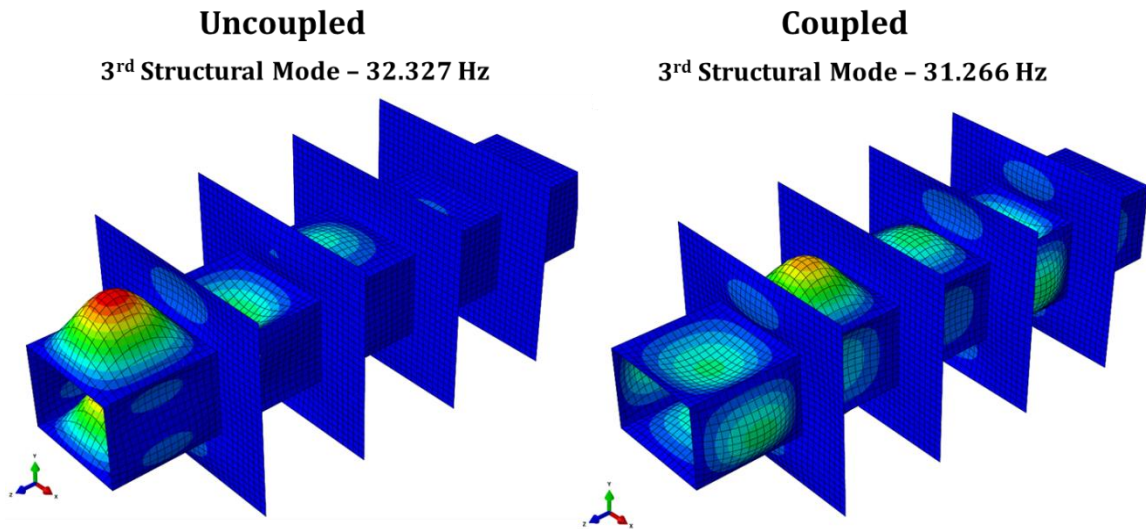 Uncoupled
3rd Structural Mode – 32.327 Hz
Coupled
3rd Structural Mode – 31.266 Hz
Y
Z
X
Y
Z
X